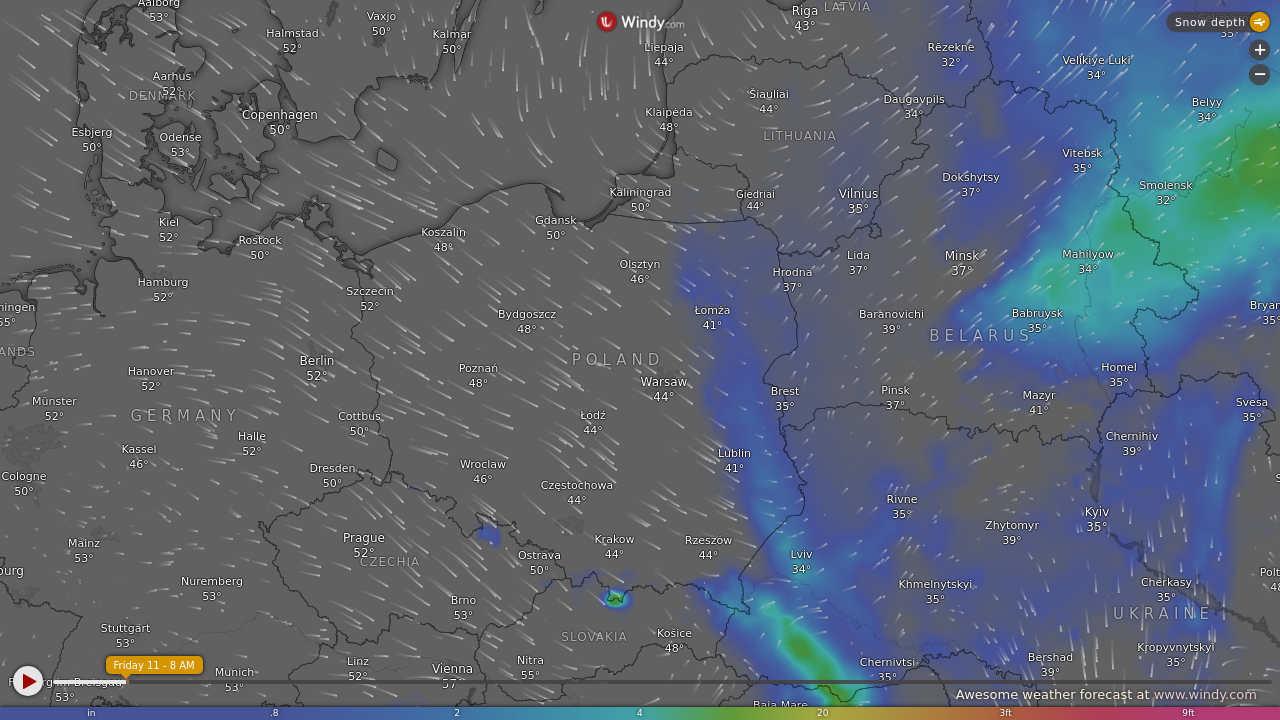 Aalborg
53°
Vaxjo
50°
Halmstad
52°
Kalmar
50°
Windy.com
Riga
43°
LATVIA
Snow depth
35°
Liepaja
44°
Rēzekne
32°
Velikiye Luki
34°
Aarhus
52°
DENMARK
Šiauliai
44°
Daugavpils
34°
Belyy
34°
Copenhagen
50°
Klaipėda
48°
Esbjerg
50°
Odense
53°
LITHUANIA
Vitebsk
35°
Dokshytsy
37°
Smolensk
32°
Kaliningrad
50°
Giedriai
44°
Vilnius
35°
Kiel
52°
Rostock
50°
Koszalin
48°
Gdansk
50°
Olsztyn
46°
Hrodna
37°
Lida
37°
Minsk
37°
Mahilyow
34°
Hamburg
52°
Szczecin
52°
Bydgoszcz
48°
Łomża
41°
Baranovichi
39°
Babruysk
35°
BELARUS
ningen
55°
ANDS
Berlin
52°
POLAND
Hanover
52°
Poznań
48°
Warsaw
44°
Brest
35°
Pinsk
37°
Homel
35°
Mazyr
41°
Svesa
35°
Münster
52°
GERMANY
Cottbus
50°
Łódź
44°
Halle
52°
Chernihiv
39°
Kassel
46°
Lublin
41°
Cologne
50°
Dresden
50°
Wroclaw
46°
Częstochowa
44°
Rivne
35°
Kyiv
35°
Zhytomyr
39°
Prague
52°
CZECHIA
Mainz
53°
Krakow
44°
Rzeszow
44°
Ostrava
50°
Lviv
34°
Nuremberg
53°
Khmelnytskyi
35°
Cherkasy
35°
Brno
53°
UKRAINE
Stuttgart
53°
SLOVAKIA
Košice
48°
Kropyvnytskyi
35°
Linz
52°
Vienna
57°
Nitra
55°
Chernivtsi
35°
Bershad
39°
Friday 11 - 8 AM
Munich
53°
53°
Baia Mare
Awesome weather forecast at www.windy.com
in .8 2 4 20 3ft 9ft